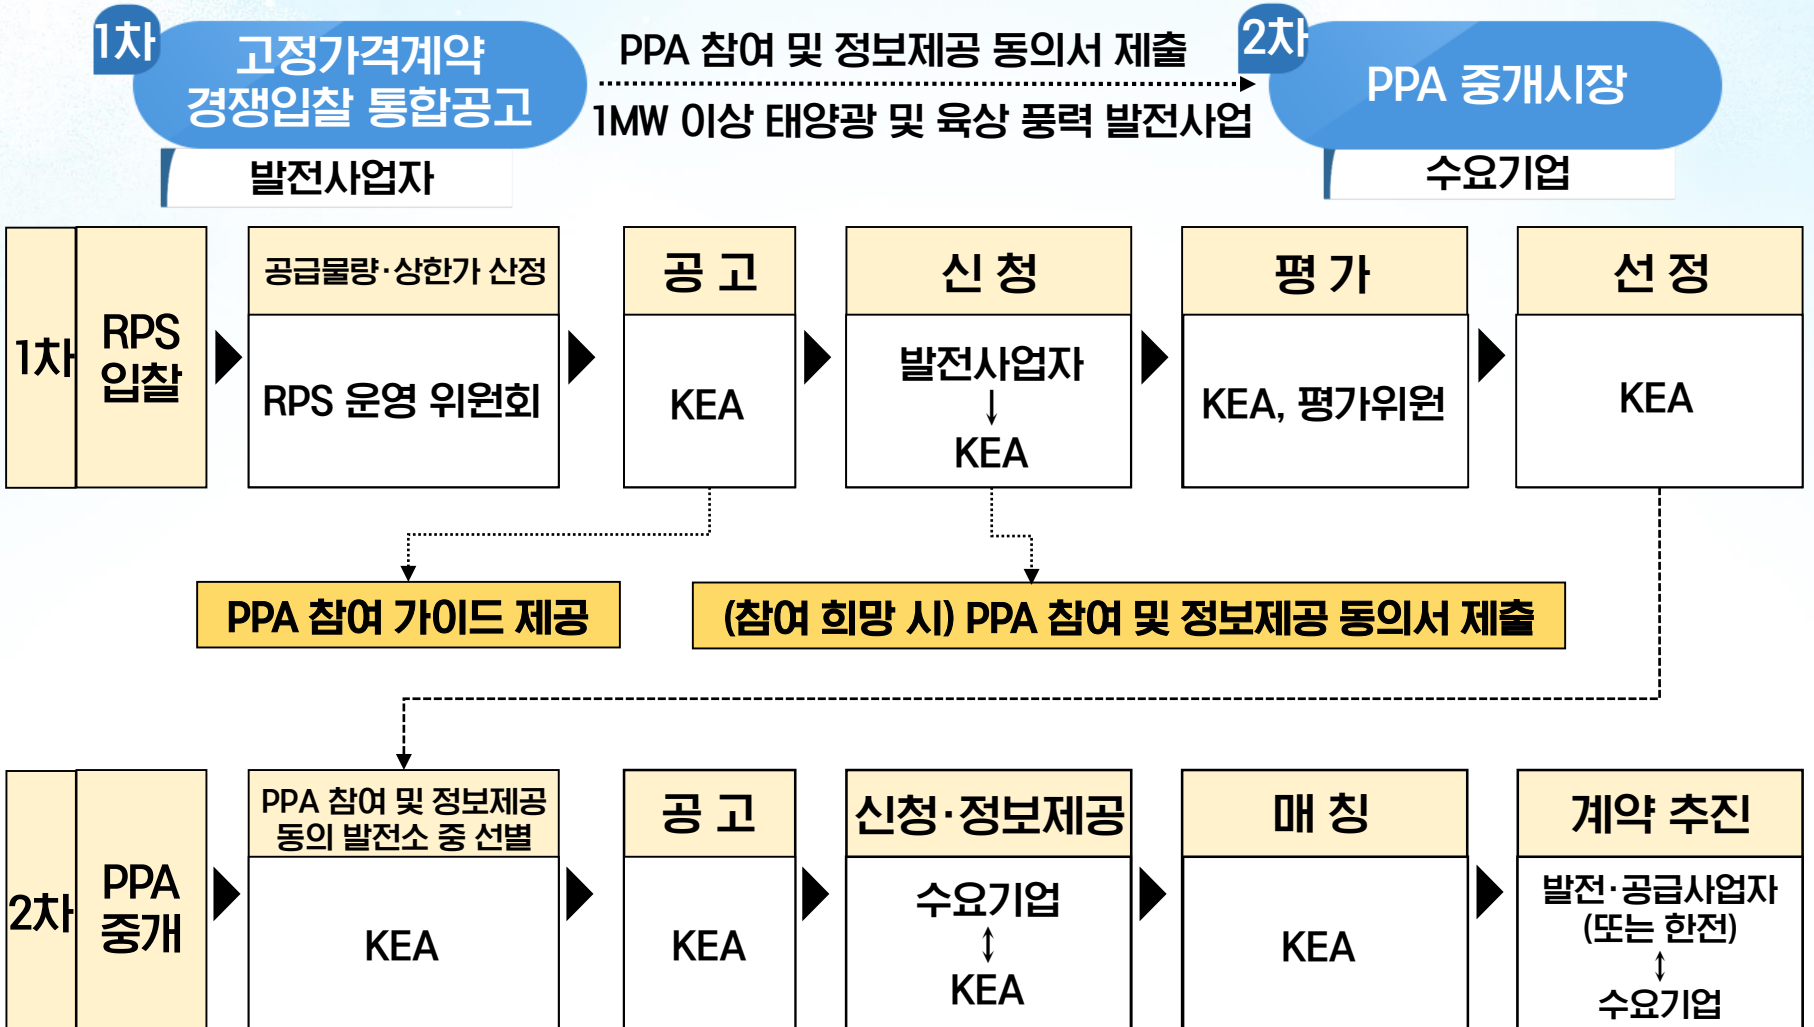 1차
고정가격계약
경쟁입찰 통합공고
발전사업자
PPA 참여 및 정보제공 동의서 제출
1MW 이상 태양광 및 육상 풍력 발전사업
2차
PPA 중개시장
수요기업
1차
RPS
입찰
공급물량·상한가 산정
RPS 운영 위원회
공 고
KEA
신 청
발전사업자
↓
KEA
평 가
KEA, 평가위원
선 정
KEA
PPA 참여 가이드 제공
(참여 희망 시) PPA 참여 및 정보제공 동의서 제출
2차
PPA
중개
PPA 참여 및 정보제공
동의 발전소 중 선별
KEA
공 고
KEA
신청·정보제공
수요기업
↕
KEA
매 칭
KEA
계약 추진
발전·공급사업자
(또는 한전)
↕
수요기업